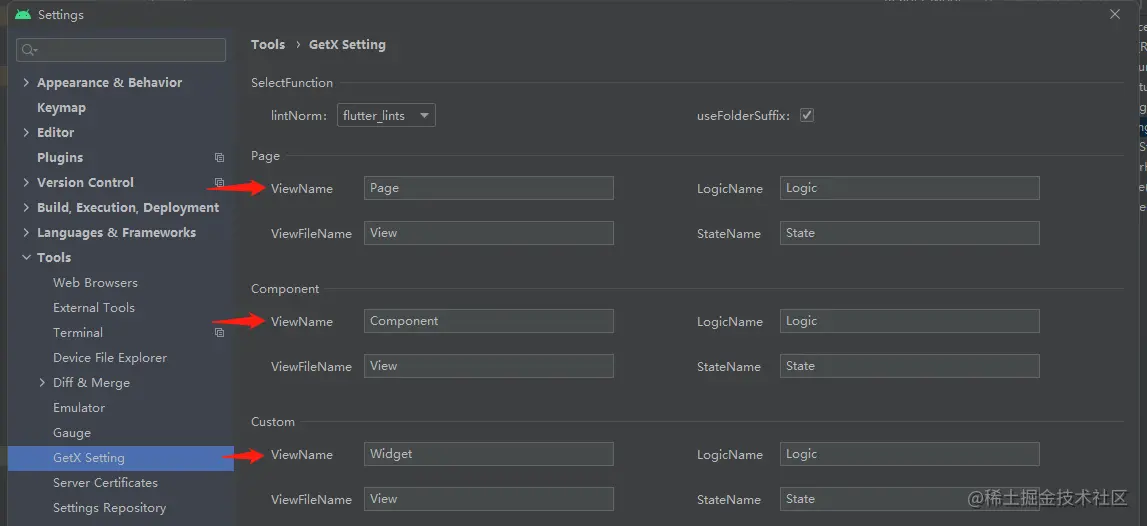 Settings
Tools › GetX Setting
Appearance & Behavior
Keymap
Editor
Plugins
Version Control
Build, Execution, Deployment
Languages & Frameworks
Tools
Web Browsers
External Tools
Terminal
Device File Explorer
Diff & Merge
Emulator
Gauge
GetX Setting
Server Certificates
Settings Repository
SelectFunction
lintNorm: flutter_lints useFolderSuffix:
Page
ViewName Page LogicName Logic
ViewFileName View StateName State
Component
ViewName Component LogicName Logic
ViewFileName View StateName State
Custom
ViewName Widget LogicName Logic
ViewFileName View StateName State
@稀土掘金技术社区